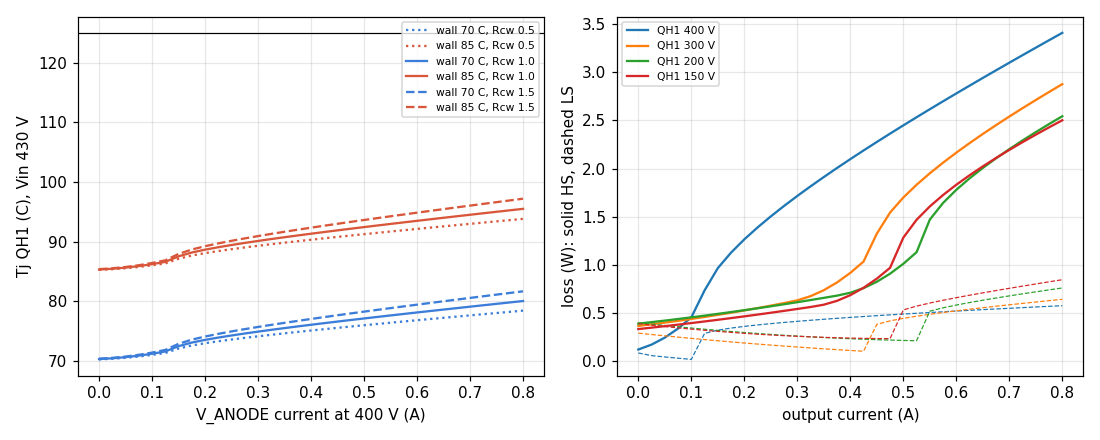 Tj QH1 (C), Vin 430 V
120
110
100
90
80
70
wall 70 C, Rcw 0.5
wall 85 C, Rcw 0.5
wall 70 C, Rcw 1.0
wall 85 C, Rcw 1.0
wall 70 C, Rcw 1.5
wall 85 C, Rcw 1.5
0.0 0.1 0.2 0.3 0.4 0.5 0.6 0.7 0.8
V_ANODE current at 400 V (A)
loss (W): solid HS, dashed LS
3.5
3.0
2.5
2.0
1.5
1.0
0.5
0.0
QH1 400 V
QH1 300 V
QH1 200 V
QH1 150 V
0.0 0.1 0.2 0.3 0.4 0.5 0.6 0.7 0.8
output current (A)